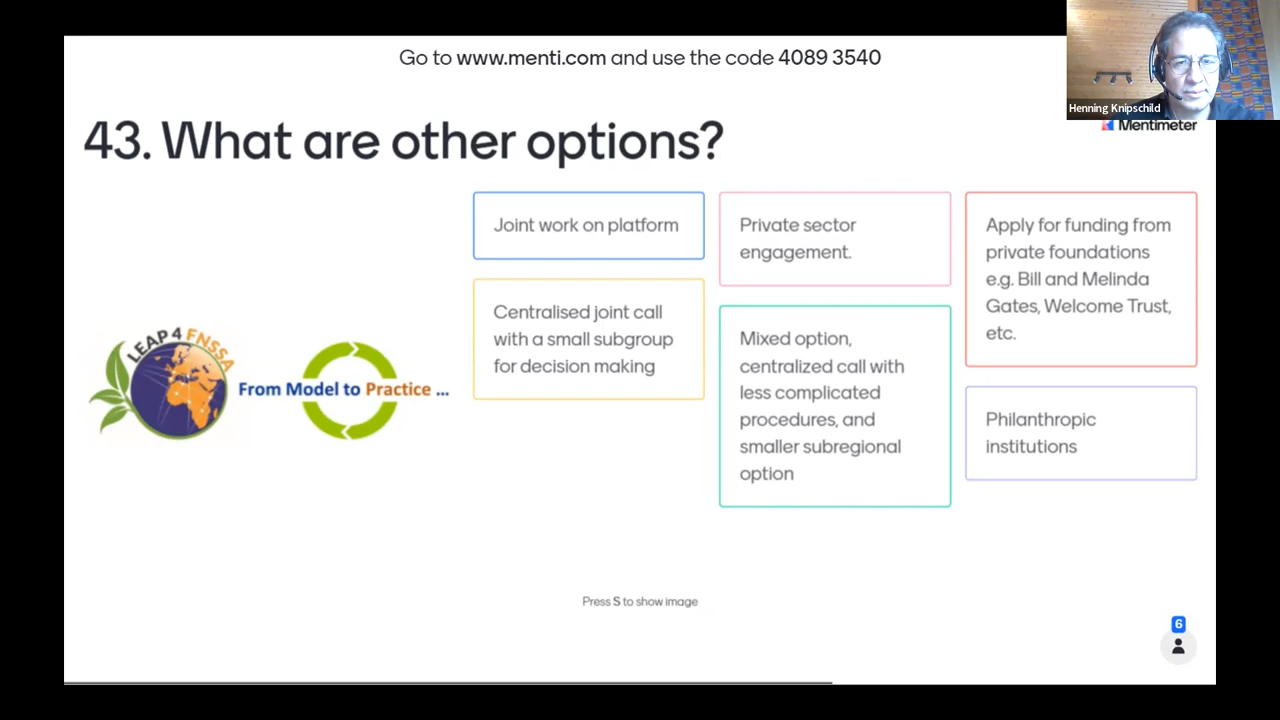 Go to www.menti.com and use the code 4089 3540
Henning Knipschild
Mentimeter
43. What are other options?
LEAP4FNSSA
From Model to Practice ...
Joint work on platform
Centralised joint call
with a small subgroup
for decision making
Private sector
engagement.
Mixed option,
centralized call with
less complicated
procedures, and
smaller subregional
option
Apply for funding from
private foundations
e.g. Bill and Melinda
Gates, Welcome Trust,
etc.
Philanthropic
institutions
Press S to show image
6